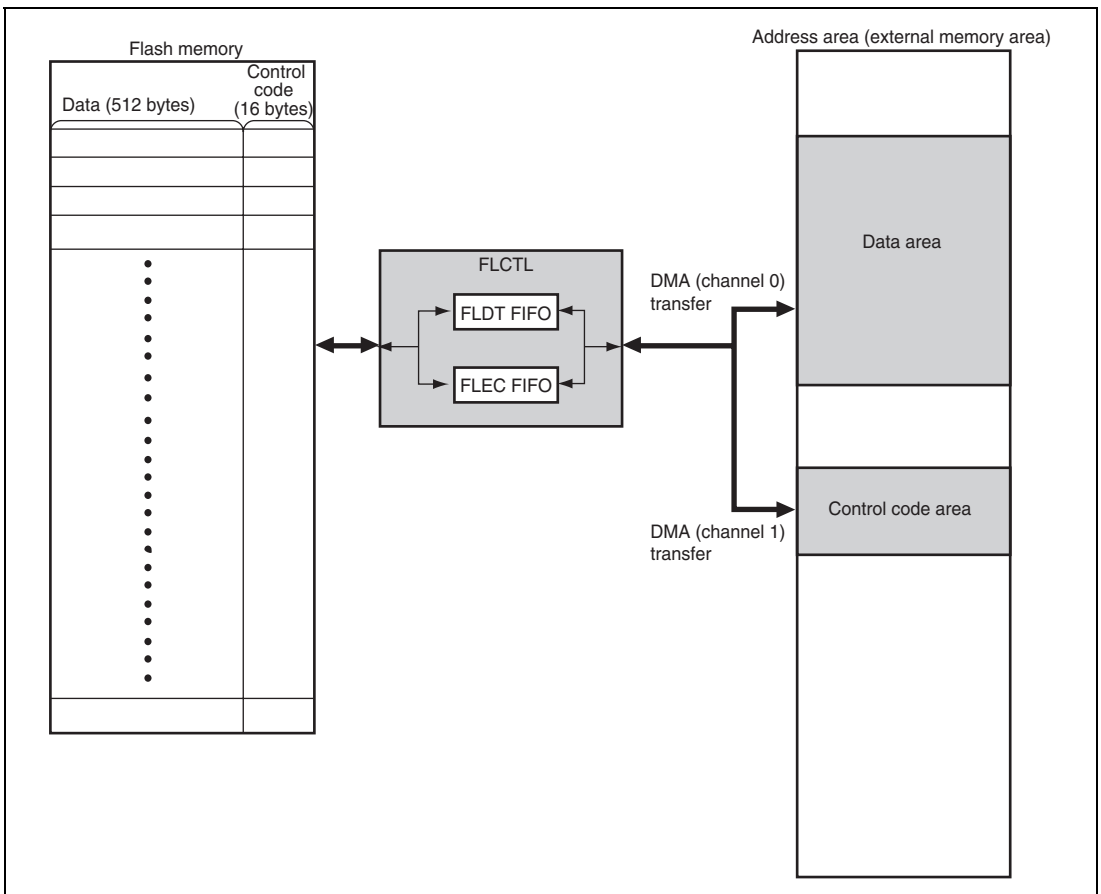 Flash memory
Data (512 bytes)
Control
code
(16 bytes)
FLCTL
FLDT FIFO
FLEC FIFO
DMA (channel 0)
transfer
DMA (channel 1)
transfer
Address area (external memory area)
Data area
Control code area